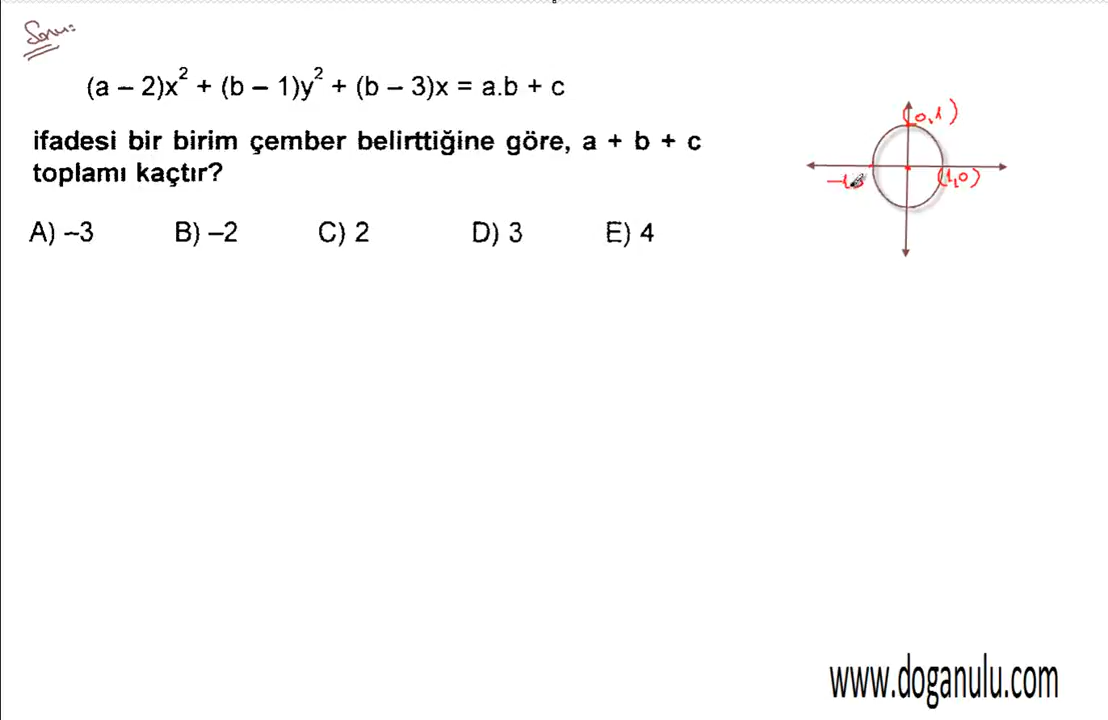 Soru:
(a – 2)x² + (b – 1)y² + (b – 3)x = a.b + c
ifadesi bir birim çember belirttiğine göre, a + b + c
toplamı kaçtır?
A) –3 B) –2 C) 2 D) 3 E) 4
(0,1)
(1,0)
www.doganulu.com